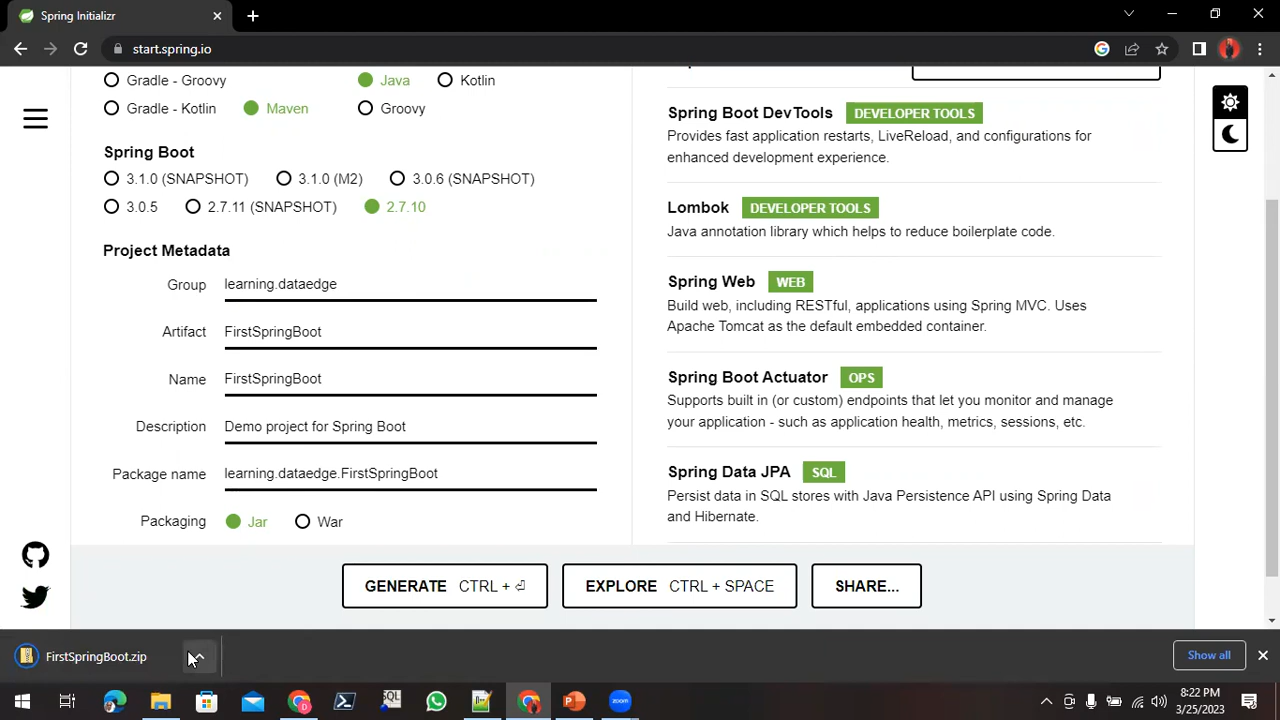 Spring Initializr
start.spring.io
Gradle - Groovy
Java
Kotlin
Gradle - Kotlin
Maven
Groovy
Spring Boot
3.1.0 (SNAPSHOT)
3.1.0 (M2)
3.0.6 (SNAPSHOT)
3.0.5
2.7.11 (SNAPSHOT)
2.7.10
Project Metadata
Group learning.dataedge
Artifact FirstSpringBoot
Name FirstSpringBoot
Description Demo project for Spring Boot
Package name learning.dataedge.FirstSpringBoot
Packaging Jar War
Spring Boot DevTools DEVELOPER TOOLS
Provides fast application restarts, LiveReload, and configurations for
enhanced development experience.
Lombok DEVELOPER TOOLS
Java annotation library which helps to reduce boilerplate code.
Spring Web WEB
Build web, including RESTful, applications using Spring MVC. Uses
Apache Tomcat as the default embedded container.
Spring Boot Actuator OPS
Supports built in (or custom) endpoints that let you monitor and manage
your application - such as application health, metrics, sessions, etc.
Spring Data JPA SQL
Persist data in SQL stores with Java Persistence API using Spring Data
and Hibernate.
GENERATE CTRL + ⏎
EXPLORE CTRL + SPACE
SHARE...
FirstSpringBoot.zip
Show all
SQL
zoom
8:22 PM
3/25/2023